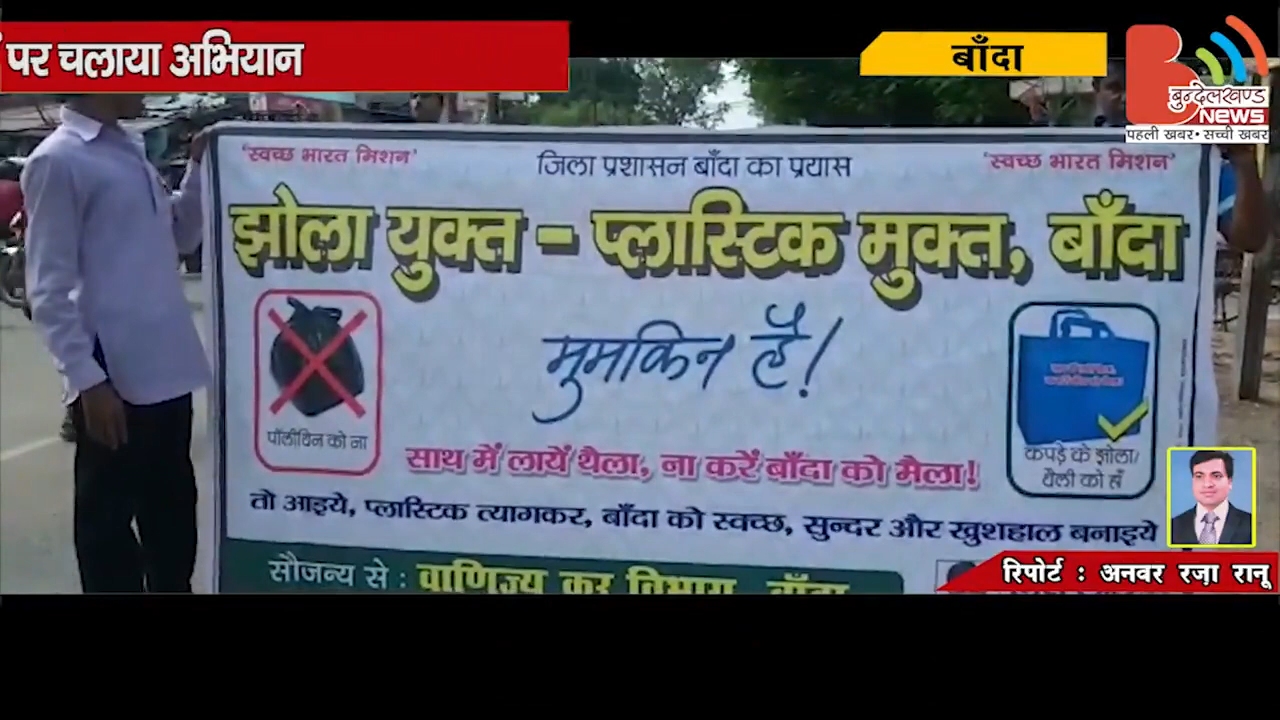 पर चलाया अभियान
बाँदा
बुन्देलखण्ड
NEWS
पहली खबर • सच्ची खबर
'स्वच्छ भारत मिशन'
जिला प्रशासन बाँदा का प्रयास
'स्वच्छ भारत मिशन'
झोला युक्त - प्लास्टिक मुक्त, बाँदा
मुमकिन है!
पॉलीथिन को ना
कपड़े के झोला/
थैली को हाँ
साथ में लायें थैला, ना करें बाँदा को मैला!
तो आइये, प्लास्टिक त्यागकर, बाँदा को स्वच्छ, सुन्दर और खुशहाल बनाइये
सौजन्य से : वाणिज्य कर विभाग, बाँदा
रिपोर्ट : अनवर रज़ा रानू